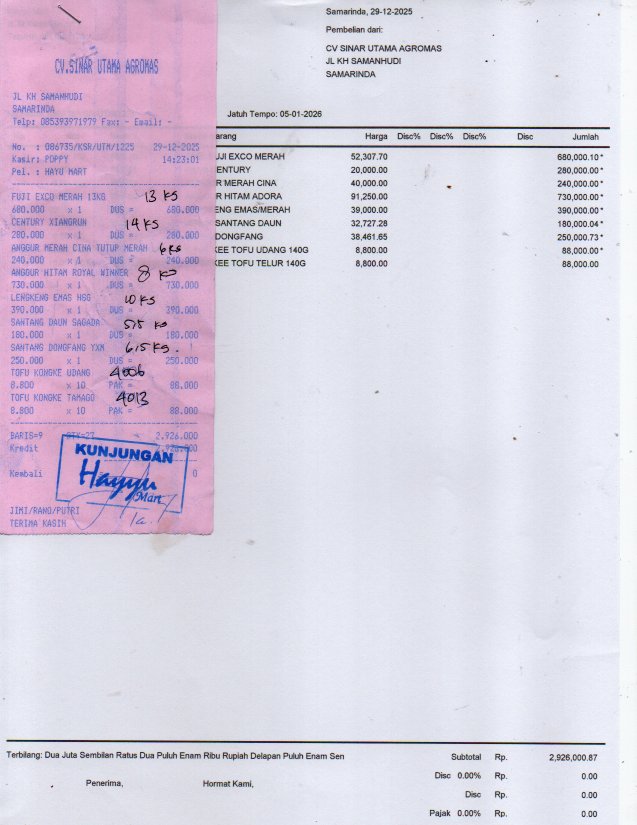 CV.SINAR UTAMA AGROMAS
JL KH SAMANHUDI
SAMARINDA
Telp: 085393971979 Fax: - Email: -
No. : 086735/KSR/UTM/1225 29-12-2025
Kasir: POPPY 14:23:01
Pel. : HAYU MART
FUJI EXCO MERAH 13KG 13 KG
680.000 x 1 DUS = 680.000
CENTURY XIANGRUN 14 KS
280.000 x 1 DUS = 280.000
ANGGUR MERAH CINA TUTUP MERAH 6 KS
240.000 x 1 DUS = 240.000
ANGGUR HITAM ROYAL WINNER 8 KG
730.000 x 1 DUS = 730.000
LENGKENG EMAS HSG 10 KS
390.000 x 1 DUS = 390.000
SANTANG DAUN SAGADA 5,5 KG
180.000 x 1 DUS = 180.000
SANTANG DONGFANG YXN 6,5 KG.
250.000 x 1 DUS = 250.000
TOFU KONGKE UDANG 4006
8.800 x 10 PAK = 88.000
TOFU KONGKE TAMAGO 4013
8.800 x 10 PAK = 88.000
BARIS=9 QTY=27 2.926.000
Kredit 2.926.000
Kembali 0
KUNJUNGAN
Hayyu
Mart
JIMI/RANO/PUTRI
TERIMA KASIH
Samarinda, 29-12-2025
Pembelian dari:
CV SINAR UTAMA AGROMAS
JL KH SAMANHUDI
SAMARINDA
Jatuh Tempo: 05-01-2026
arang Harga Disc% Disc% Disc% Disc Jumlah
UJI EXCO MERAH 52,307.70 680,000.10 *
ENTURY 20,000.00 280,000.00 *
R MERAH CINA 40,000.00 240,000.00 *
R HITAM ADORA 91,250.00 730,000.00 *
ENG EMAS/MERAH 39,000.00 390,000.00 *
SANTANG DAUN 32,727.28 180,000.04 *
DONGFANG 38,461.65 250,000.73 *
KEE TOFU UDANG 140G 8,800.00 88,000.00 *
KEE TOFU TELUR 140G 8,800.00 88,000.00
Terbilang: Dua Juta Sembilan Ratus Dua Puluh Enam Ribu Rupiah Delapan Puluh Enam Sen
Subtotal Rp. 2,926,000.87
Disc 0.00% Rp. 0.00
Disc Rp. 0.00
Pajak 0.00% Rp. 0.00
Penerima, Hormat Kami,